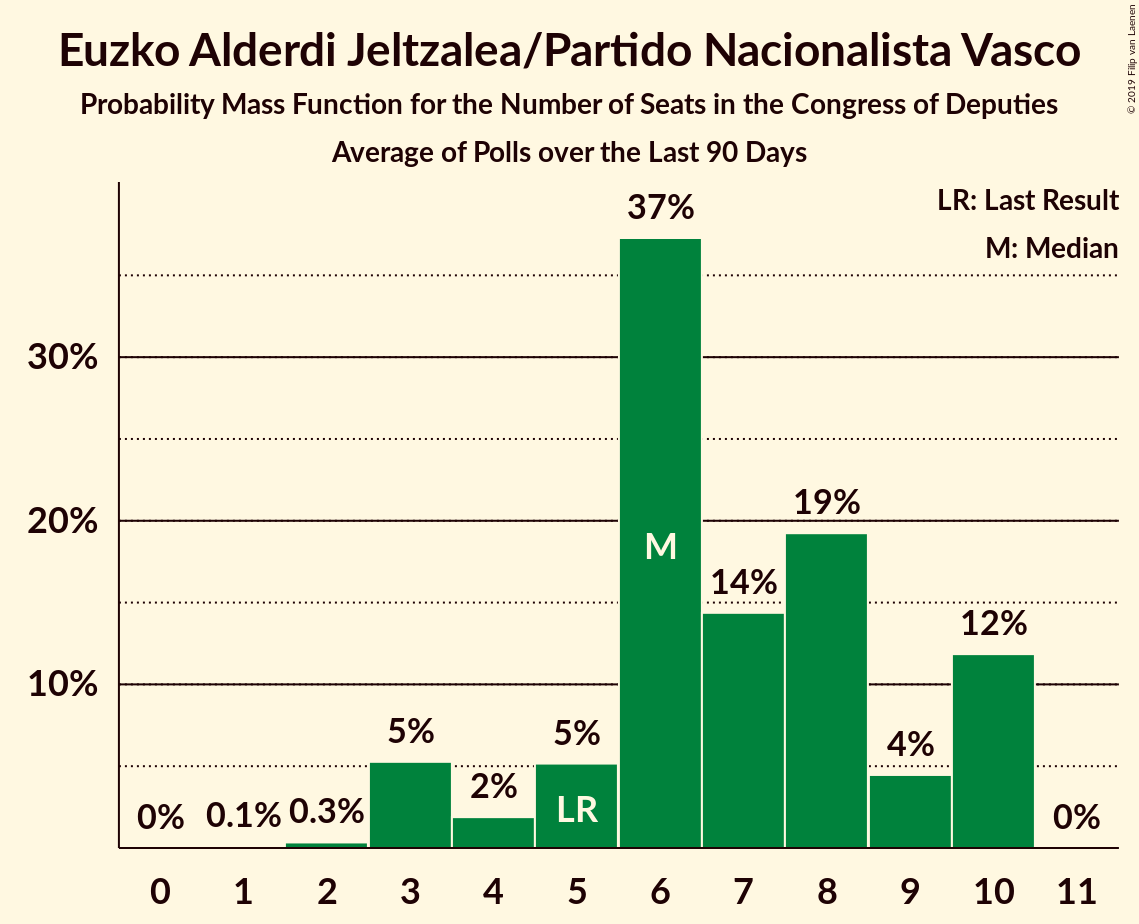 Euzko Alderdi Jeltzalea/Partido Nacionalista Vasco
Probability Mass Function for the Number of Seats in the Congress of Deputies
Average of Polls over the Last 90 Days
© 2019 Filip van Laenen
LR: Last Result
M: Median
30%
20%
10%
0% 0.1% 0.3% 5% 2% 5% 37% 14% 19% 4% 12% 0%
M
LR
0 1 2 3 4 5 6 7 8 9 10 11